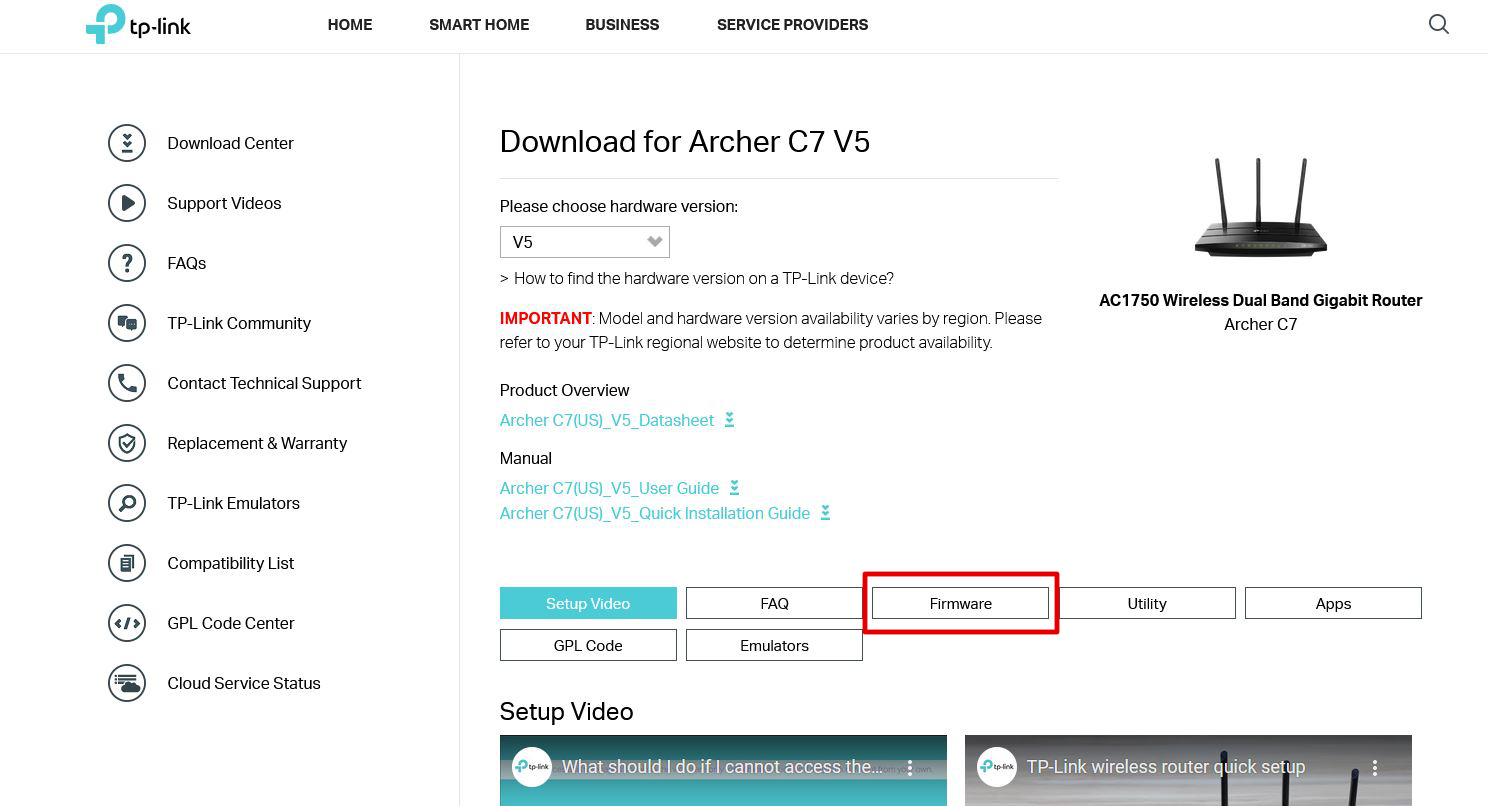 tp-link
HOME
SMART HOME
BUSINESS
SERVICE PROVIDERS
Download Center
Support Videos
FAQs
TP-Link Community
Contact Technical Support
Replacement & Warranty
TP-Link Emulators
Compatibility List
GPL Code Center
Cloud Service Status
Download for Archer C7 V5
Please choose hardware version:
V5
> How to find the hardware version on a TP-Link device?
IMPORTANT: Model and hardware version availability varies by region. Please
refer to your TP-Link regional website to determine product availability.
Product Overview
Archer C7(US)_V5_Datasheet
Manual
Archer C7(US)_V5_User Guide
Archer C7(US)_V5_Quick Installation Guide
AC1750 Wireless Dual Band Gigabit Router
Archer C7
Setup Video
FAQ
Firmware
Utility
Apps
GPL Code
Emulators
Setup Video
tp-link
What should I do if I cannot access the...
tp-link
TP-Link wireless router quick setup